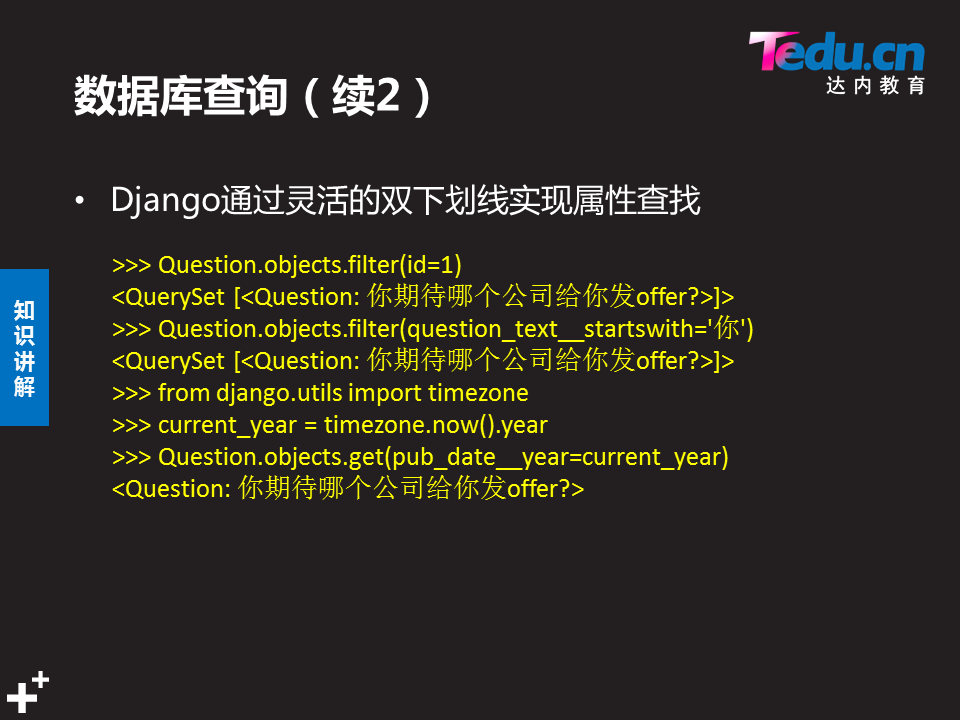 Tedu.cn
达内教育
数据库查询（续2）
• Django通过灵活的双下划线实现属性查找
>>> Question.objects.filter(id=1)
<QuerySet [<Question: 你期待哪个公司给你发offer?>]>
>>> Question.objects.filter(question_text__startswith='你')
<QuerySet [<Question: 你期待哪个公司给你发offer?>]>
>>> from django.utils import timezone
>>> current_year = timezone.now().year
>>> Question.objects.get(pub_date__year=current_year)
<Question: 你期待哪个公司给你发offer?>
知识讲解